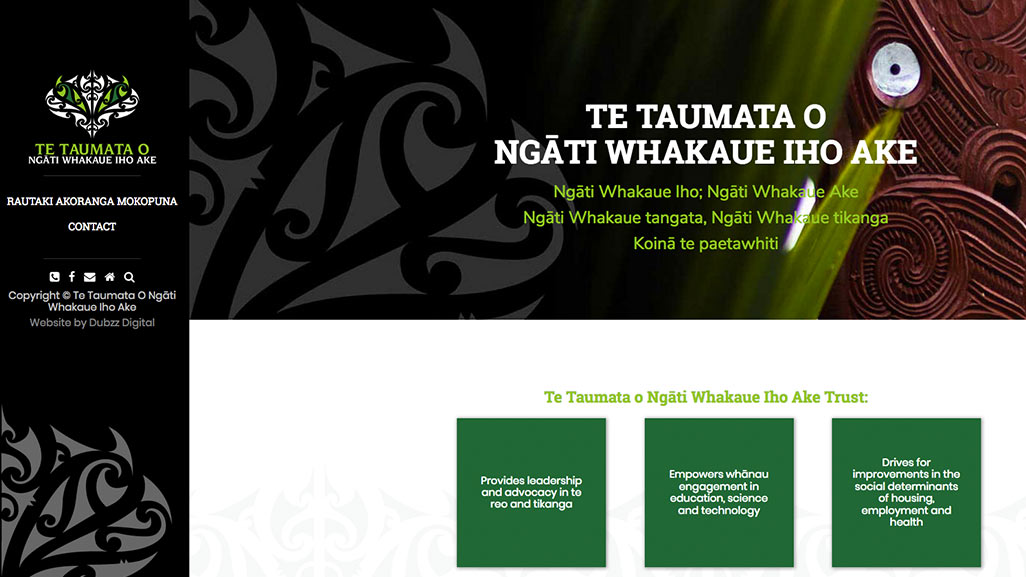 TE TAUMATA O
NGĀTI WHAKAUE IHO AKE
RAUTAKI AKORANGA MOKOPUNA
CONTACT
Copyright © Te Taumata O Ngāti
Whakaue Iho Ake
Website by Dubzz Digital
TE TAUMATA O
NGĀTI WHAKAUE IHO AKE
Ngāti Whakaue Iho; Ngāti Whakaue Ake
Ngāti Whakaue tangata, Ngāti Whakaue tikanga
Koinā te paetawhiti
Te Taumata o Ngāti Whakaue Iho Ake Trust:
Provides leadership
and advocacy in te
reo and tikanga
Empowers whānau
engagement in
education, science
and technology
Drives for
improvements in the
social determinants
of housing,
employment and
health